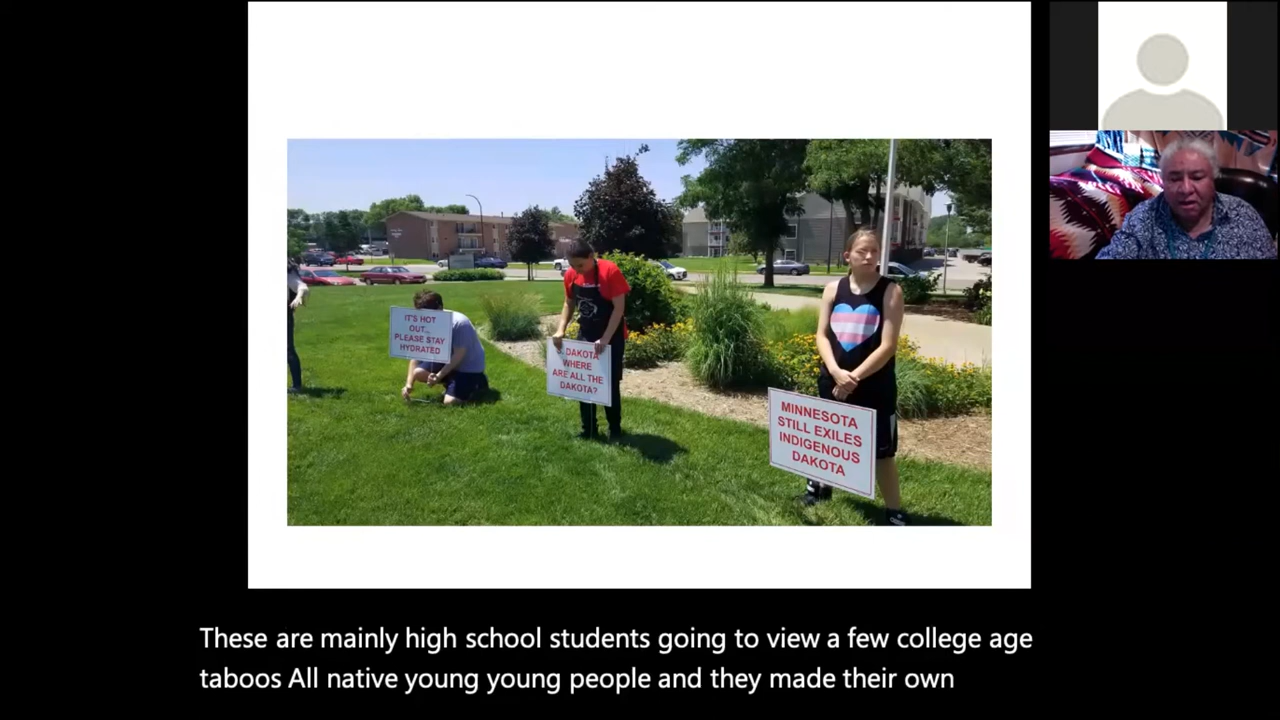 IT'S HOT
OUT...
PLEASE STAY
HYDRATED
DAKOTA
WHERE
ARE ALL THE
DAKOTA?
MINNESOTA
STILL EXILES
INDIGENOUS
DAKOTA
These are mainly high school students going to view a few college age
taboos All native young young people and they made their own